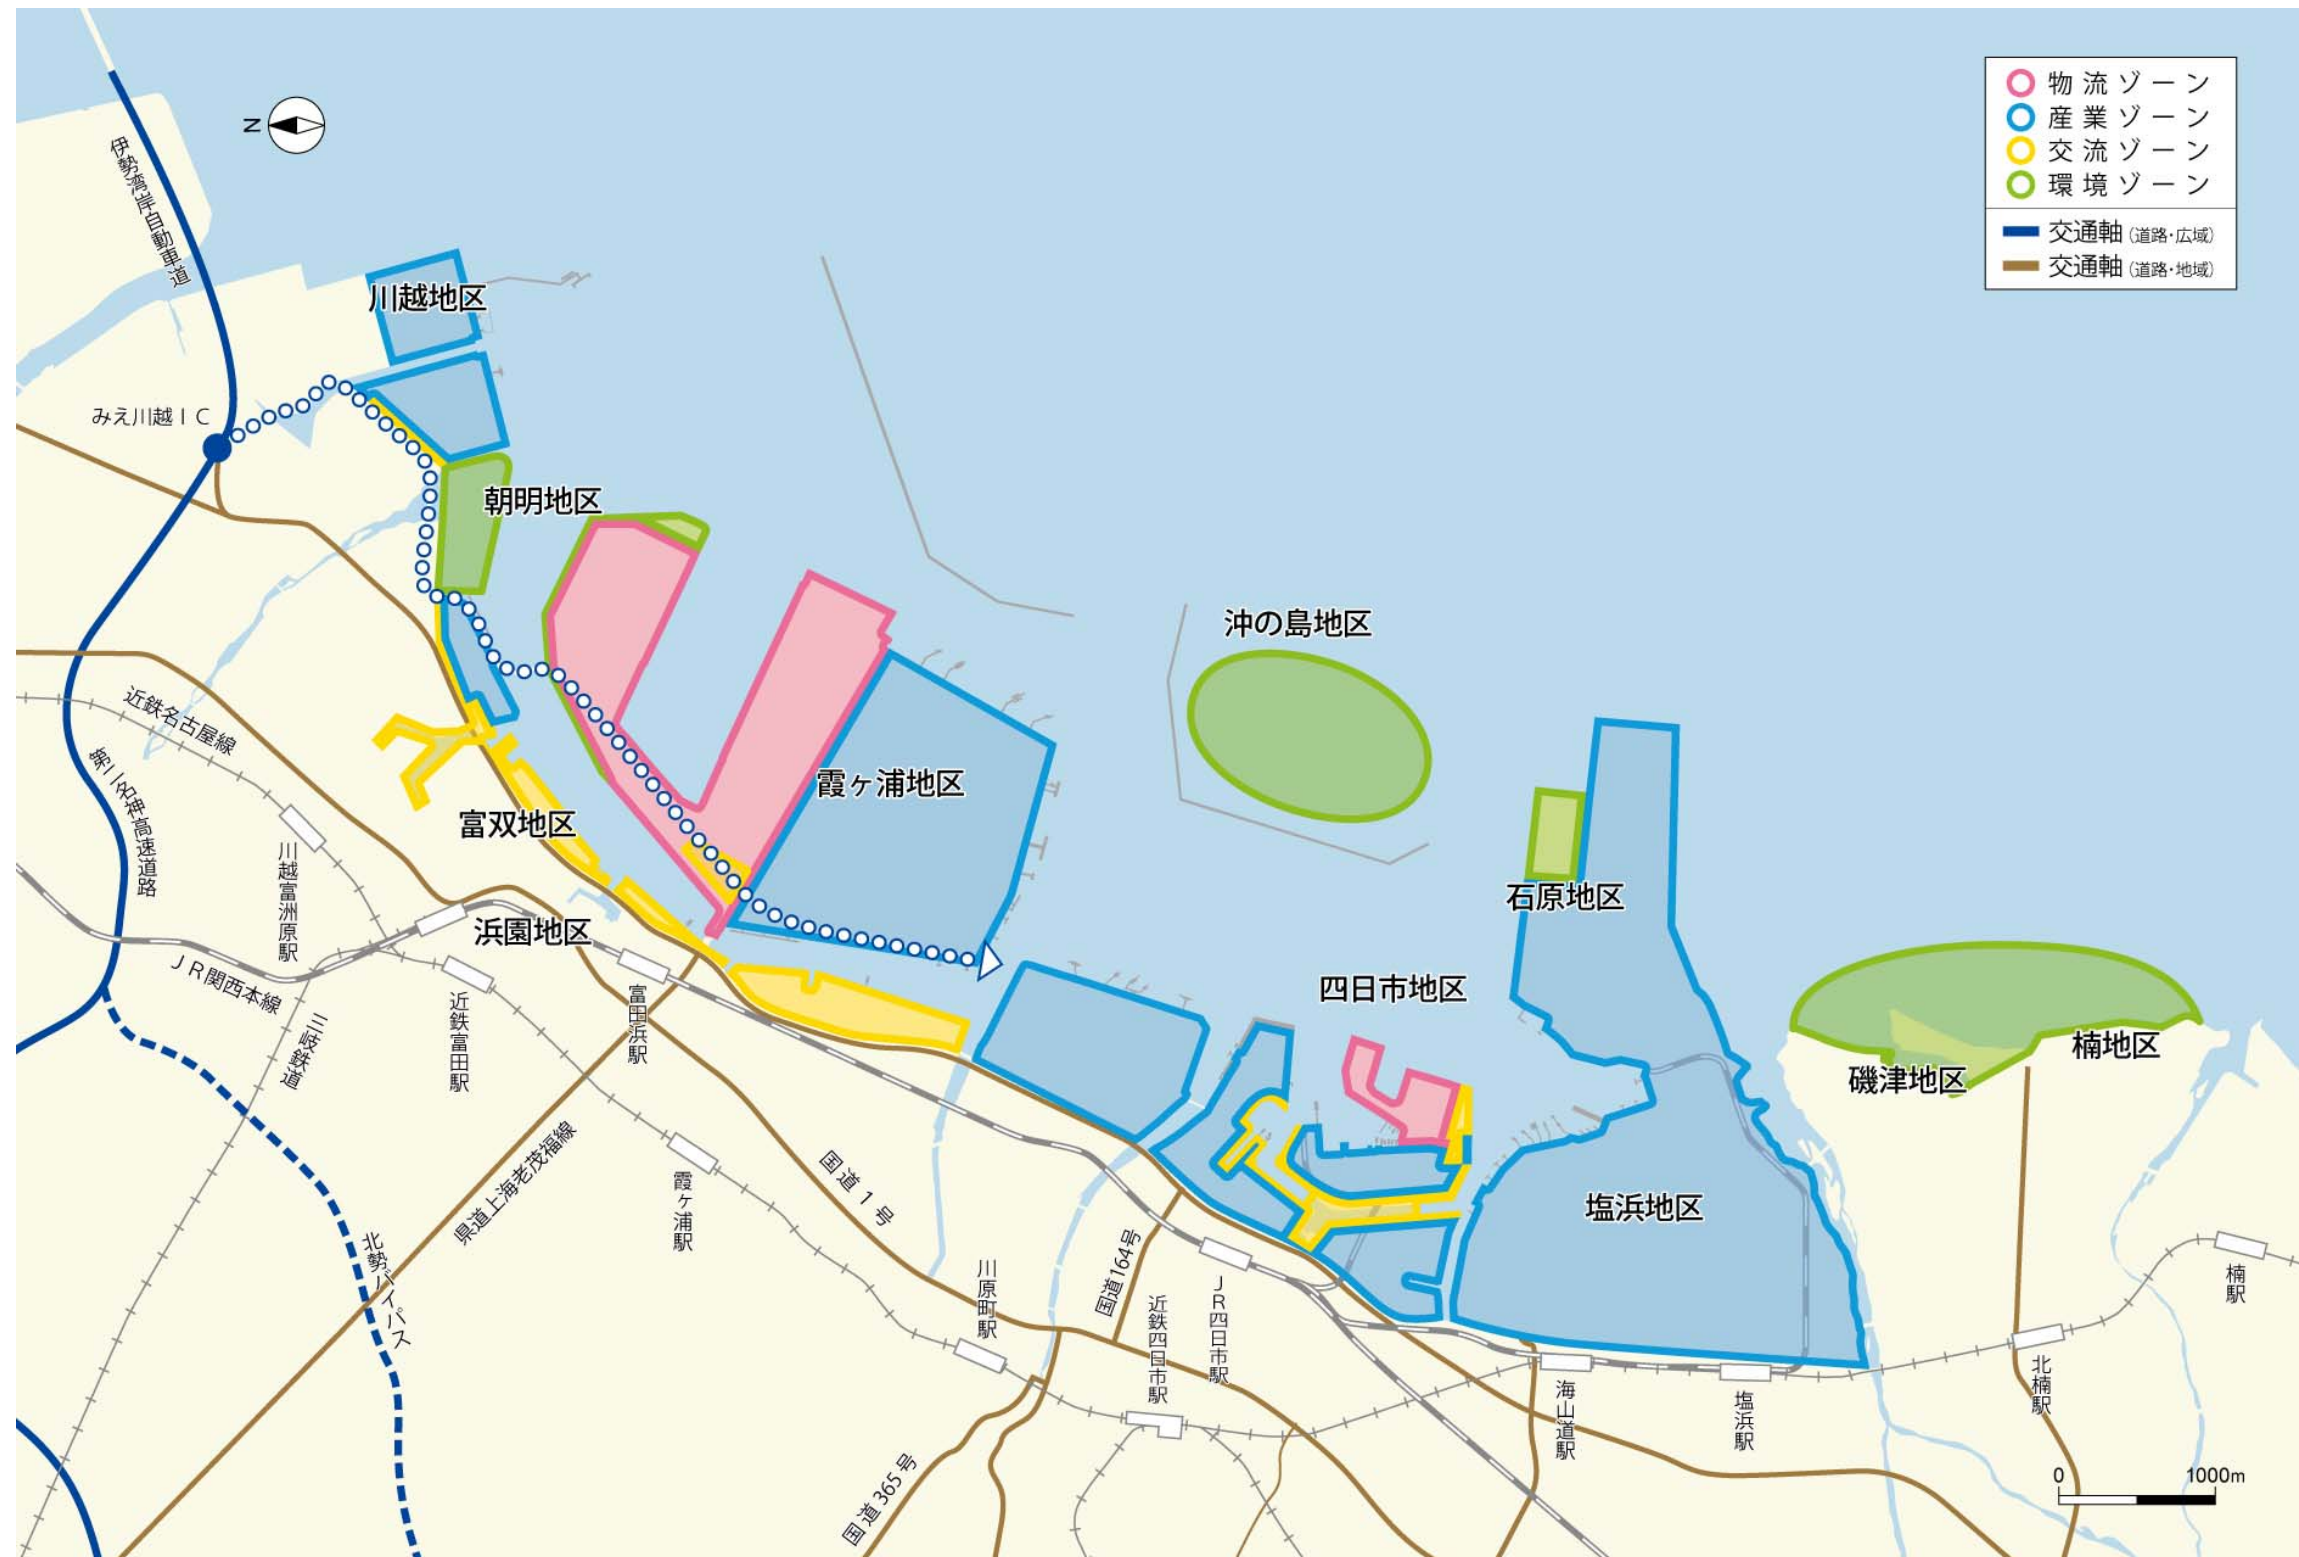 物流ゾーン
産業ゾーン
交流ゾーン
環境ゾーン
交通軸(道路・広域)
交通軸(道路・地域)
N
伊勢湾岸自動車道
川越地区
みえ川越IC
朝明地区
沖の島地区
近鉄名古屋線
第二名神高速道路
霞ヶ浦地区
富双地区
川越富洲原駅
石原地区
浜園地区
四日市地区
JR関西本線
近鉄富田駅
富田浜駅
三岐鉄道
楠地区
磯津地区
県道上海老茂福線
霞ヶ浦駅
国道1号
塩浜地区
北勢バイパス
川原町駅
国道164号
近鉄四日市駅
JR四日市駅
楠駅
北楠駅
海山道駅
塩浜駅
国道365号
0
1000m